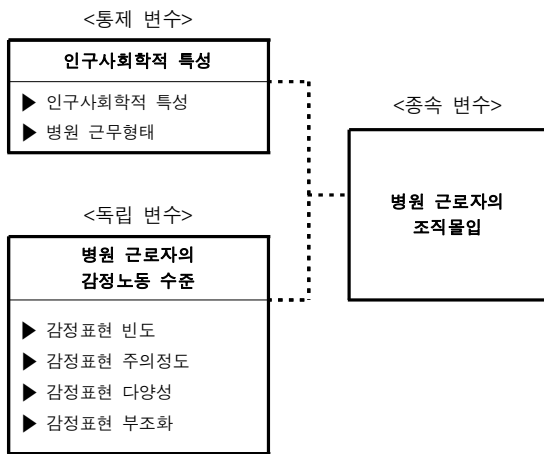 <통제 변수>
인구사회학적 특성
▶ 인구사회학적 특성
▶ 병원 근무형태
<독립 변수>
병원 근로자의
감정노동 수준
▶ 감정표현 빈도
▶ 감정표현 주의정도
▶ 감정표현 다양성
▶ 감정표현 부조화
<종속 변수>
병원 근로자의
조직몰입